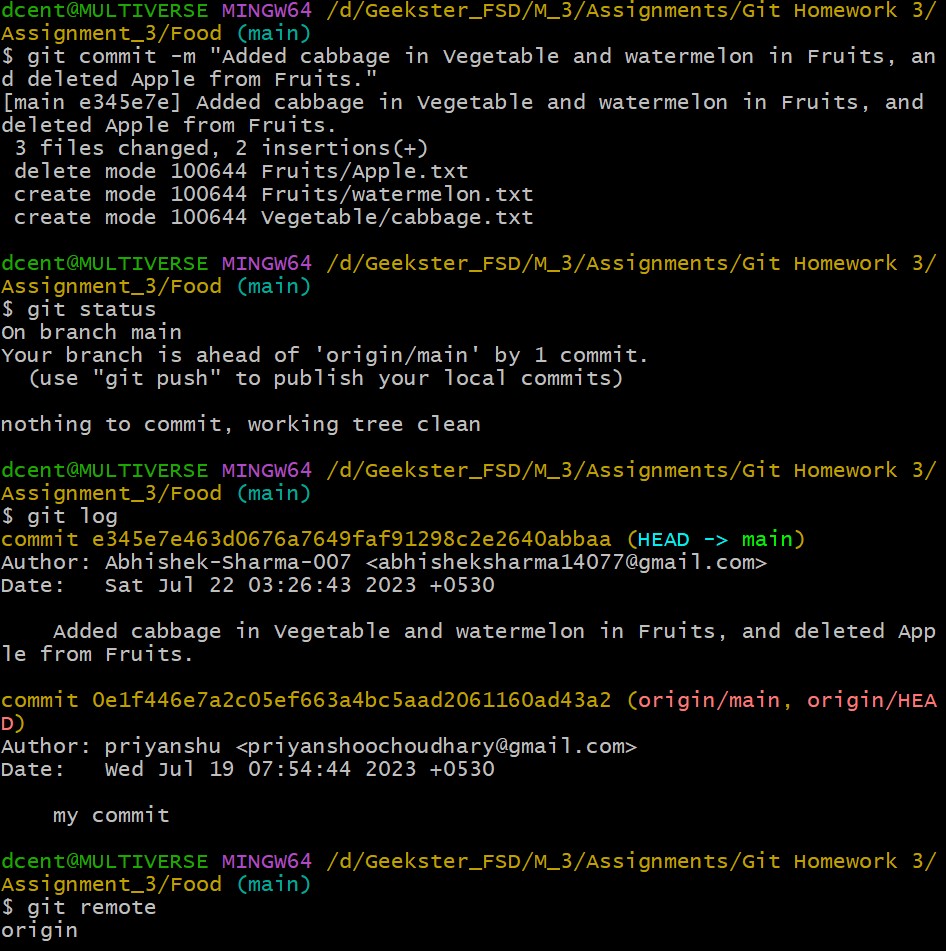 dcent@MULTIVERSE MINGW64 /d/Geekster_FSD/M_3/Assignments/Git Homework 3/
Assignment_3/Food (main)
$ git commit -m "Added cabbage in Vegetable and watermelon in Fruits, an
d deleted Apple from Fruits."
[main e345e7e] Added cabbage in Vegetable and watermelon in Fruits, and
deleted Apple from Fruits.
 3 files changed, 2 insertions(+)
 delete mode 100644 Fruits/Apple.txt
 create mode 100644 Fruits/watermelon.txt
 create mode 100644 Vegetable/cabbage.txt
dcent@MULTIVERSE MINGW64 /d/Geekster_FSD/M_3/Assignments/Git Homework 3/
Assignment_3/Food (main)
$ git status
On branch main
Your branch is ahead of 'origin/main' by 1 commit.
  (use "git push" to publish your local commits)
nothing to commit, working tree clean
dcent@MULTIVERSE MINGW64 /d/Geekster_FSD/M_3/Assignments/Git Homework 3/
Assignment_3/Food (main)
$ git log
commit e345e7e463d0676a7649faf91298c2e2640abbaa (HEAD -> main)
Author: Abhishek-Sharma-007 <abhisheksharma14077@gmail.com>
Date:   Sat Jul 22 03:26:43 2023 +0530
    Added cabbage in Vegetable and watermelon in Fruits, and deleted App
le from Fruits.
commit 0e1f446e7a2c05ef663a4bc5aad2061160ad43a2 (origin/main, origin/HEA
D)
Author: priyanshu <priyanshoochoudhary@gmail.com>
Date:   Wed Jul 19 07:54:44 2023 +0530
    my commit
dcent@MULTIVERSE MINGW64 /d/Geekster_FSD/M_3/Assignments/Git Homework 3/
Assignment_3/Food (main)
$ git remote
origin